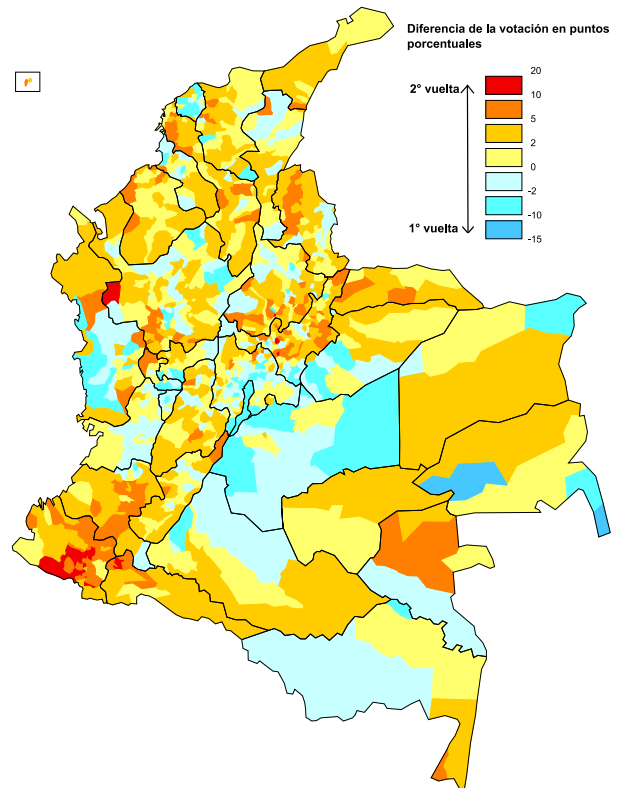 Diferencia de la votación en puntos
porcentuales
20
2° vuelta
10
5
2
0
-2
-10
1° vuelta
-15